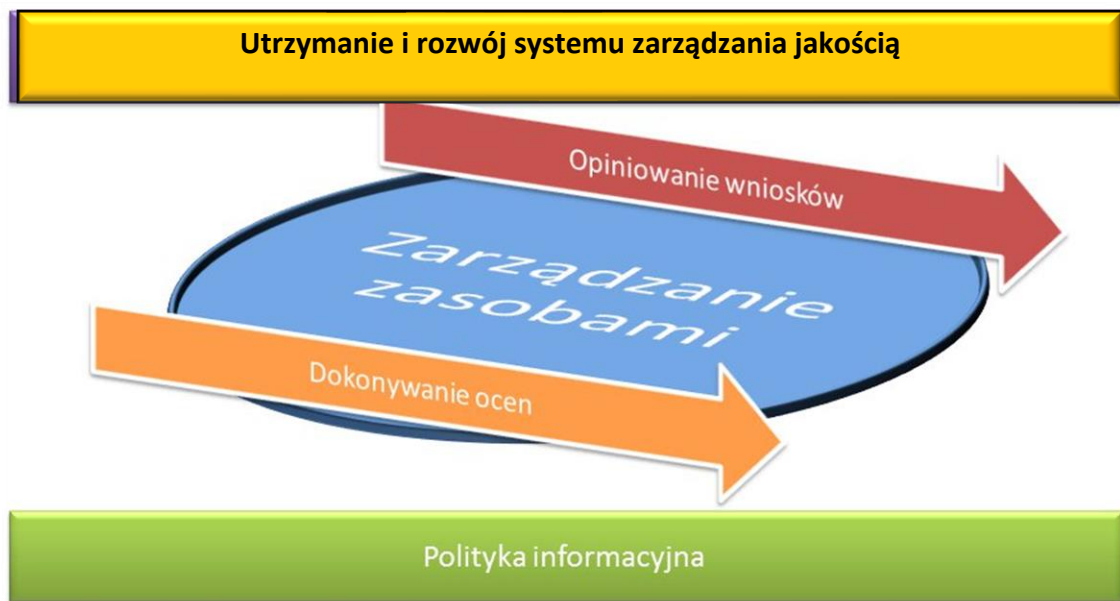 Utrzymanie i rozwój systemu zarządzania jakością
Opiniowanie wniosków
Zarządzanie
zasobami
Dokonywanie ocen
Polityka informacyjna